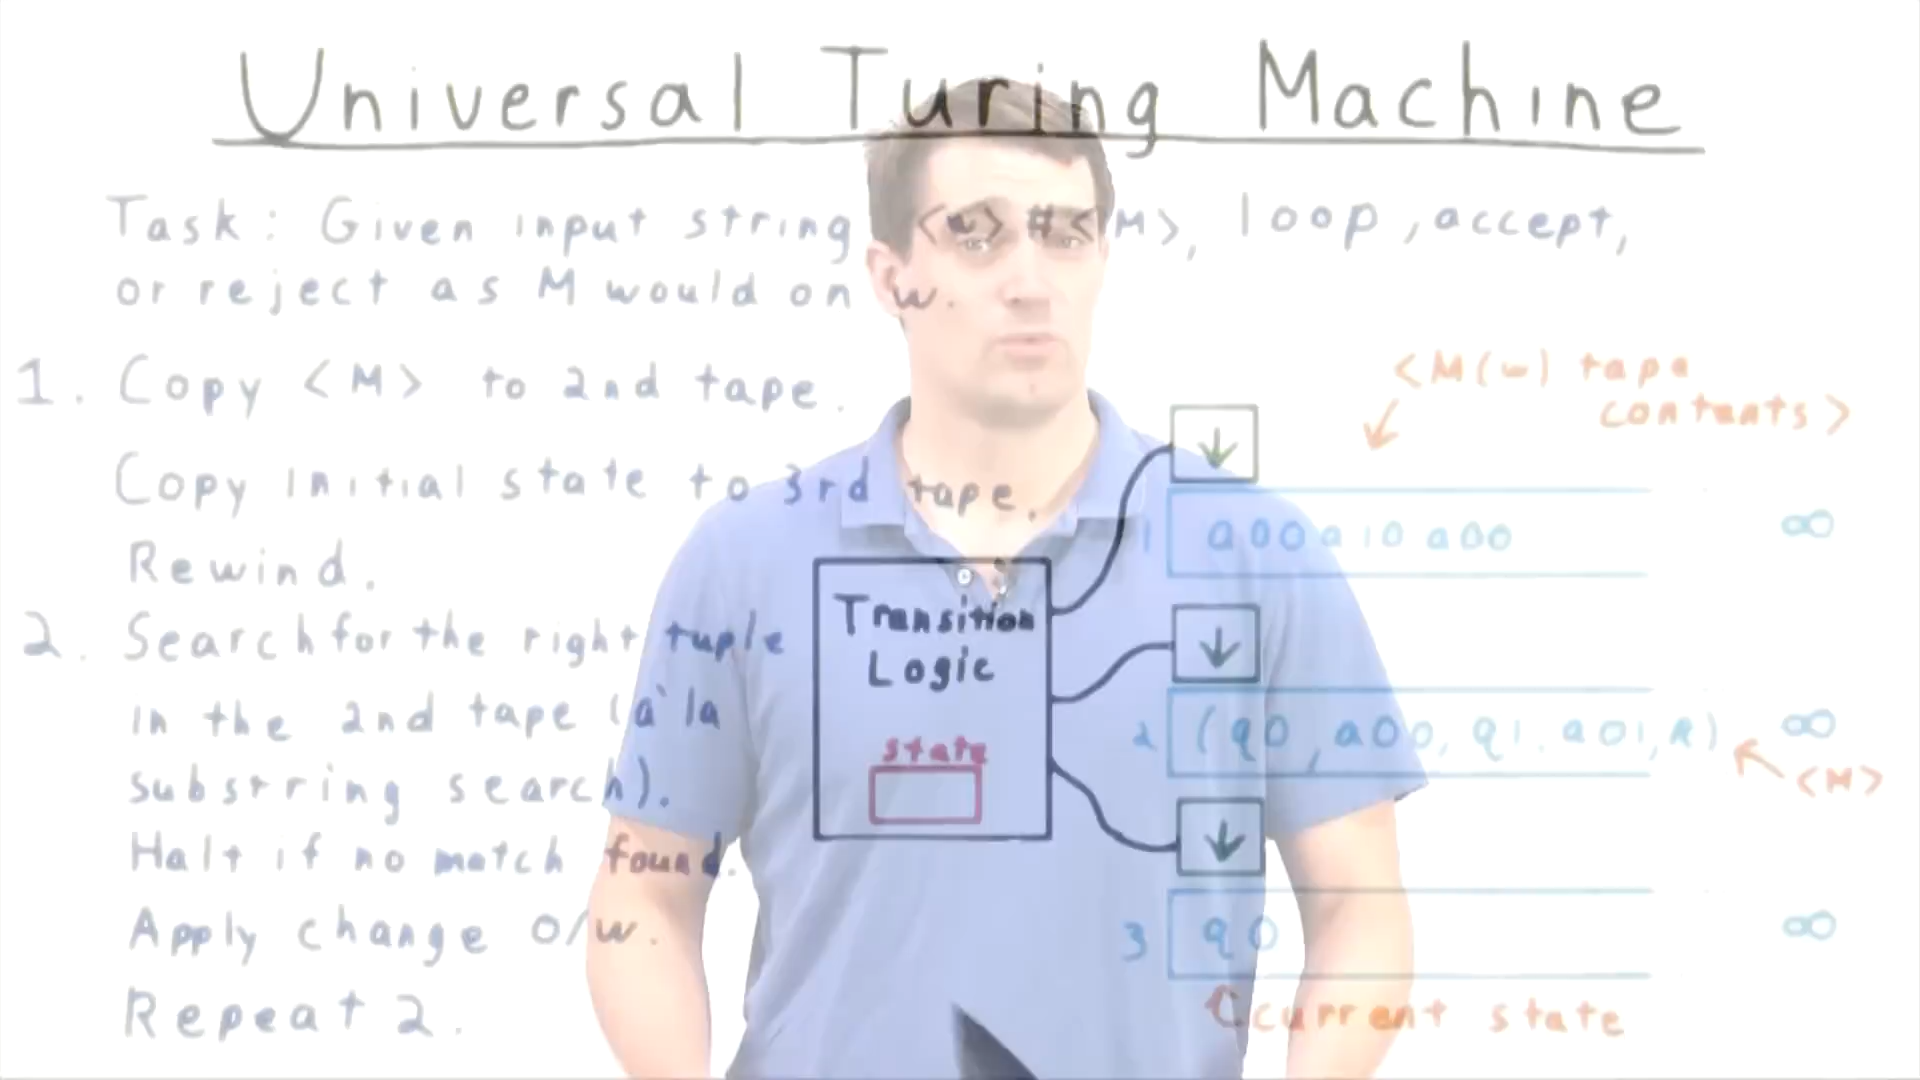 Universal Turing Machine
Task: Given input string <w>#<M>, loop, accept,
or reject as M would on w.
1. Copy <M> to 2nd tape.
Copy initial state to 3rd tape.
Rewind.
2. Search for the right tuple
in the 2nd tape (a` la
substring search).
Halt if no match found.
Apply change o/w.
Repeat 2.
<M(w) tape
contents>
↓
1 a00a10a00 ∞
Transition
Logic
state
↓
2 (q0, a00, q1, a01, R) ∞
<M>
↓
3 q0 ∞
current state